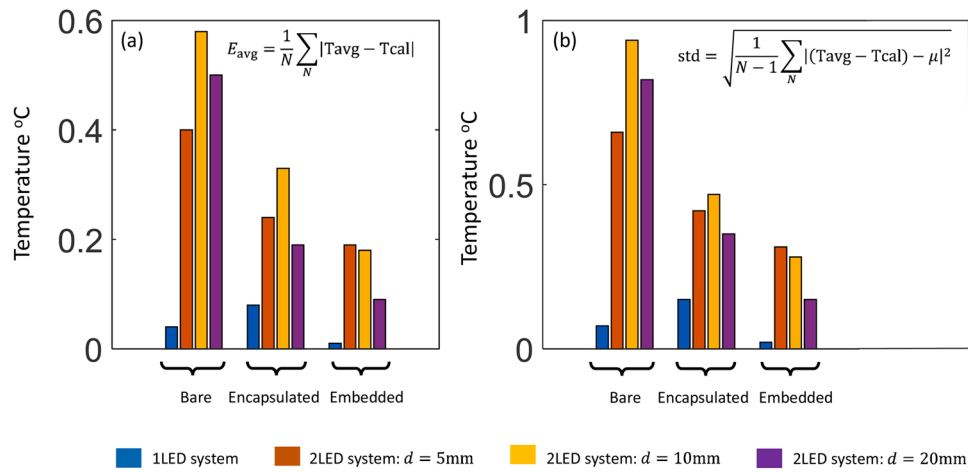 (a)
E_avg = 1/N ∑_N |Tavg − Tcal|
Temperature ºC
0.6
0.4
0.2
0
Bare Encapsulated Embedded
(b)
std = √(1/(N − 1) ∑_N |(Tavg − Tcal) − μ|²)
Temperature ºC
1
0.5
0
Bare Encapsulated Embedded
1LED system 2LED system: d = 5mm 2LED system: d = 10mm 2LED system: d = 20mm